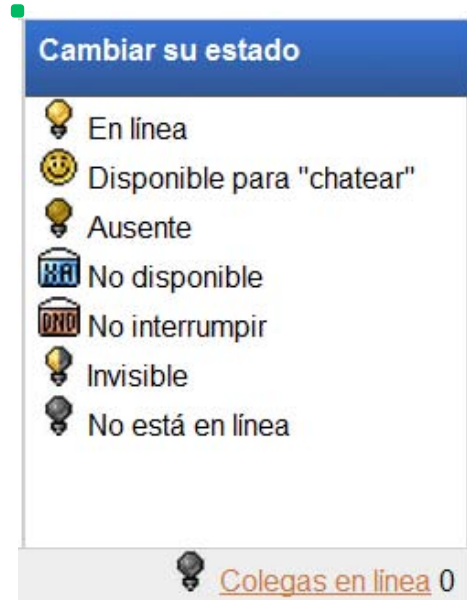 Cambiar su estado
En línea
Disponible para "chatear"
Ausente
XA No disponible
DND No interrumpir
Invisible
No está en línea
Colegas en línea 0